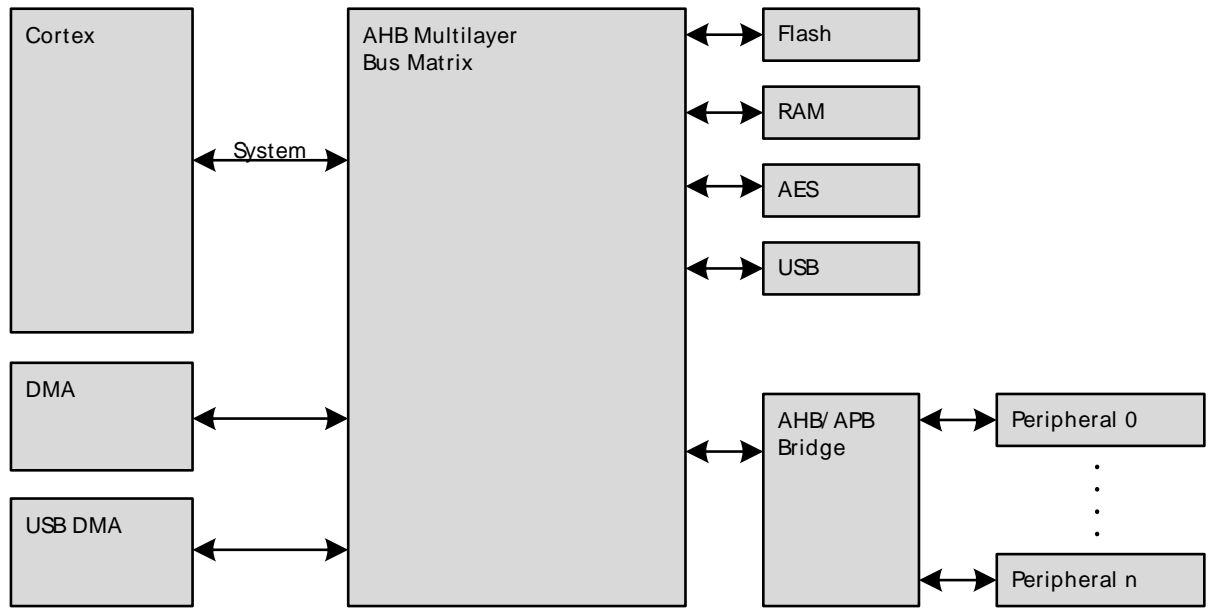 Cortex
AHB Multilayer
Bus Matrix
Flash
RAM
System
AES
USB
DMA
AHB/APB
Bridge
Peripheral 0
USB DMA
Peripheral n